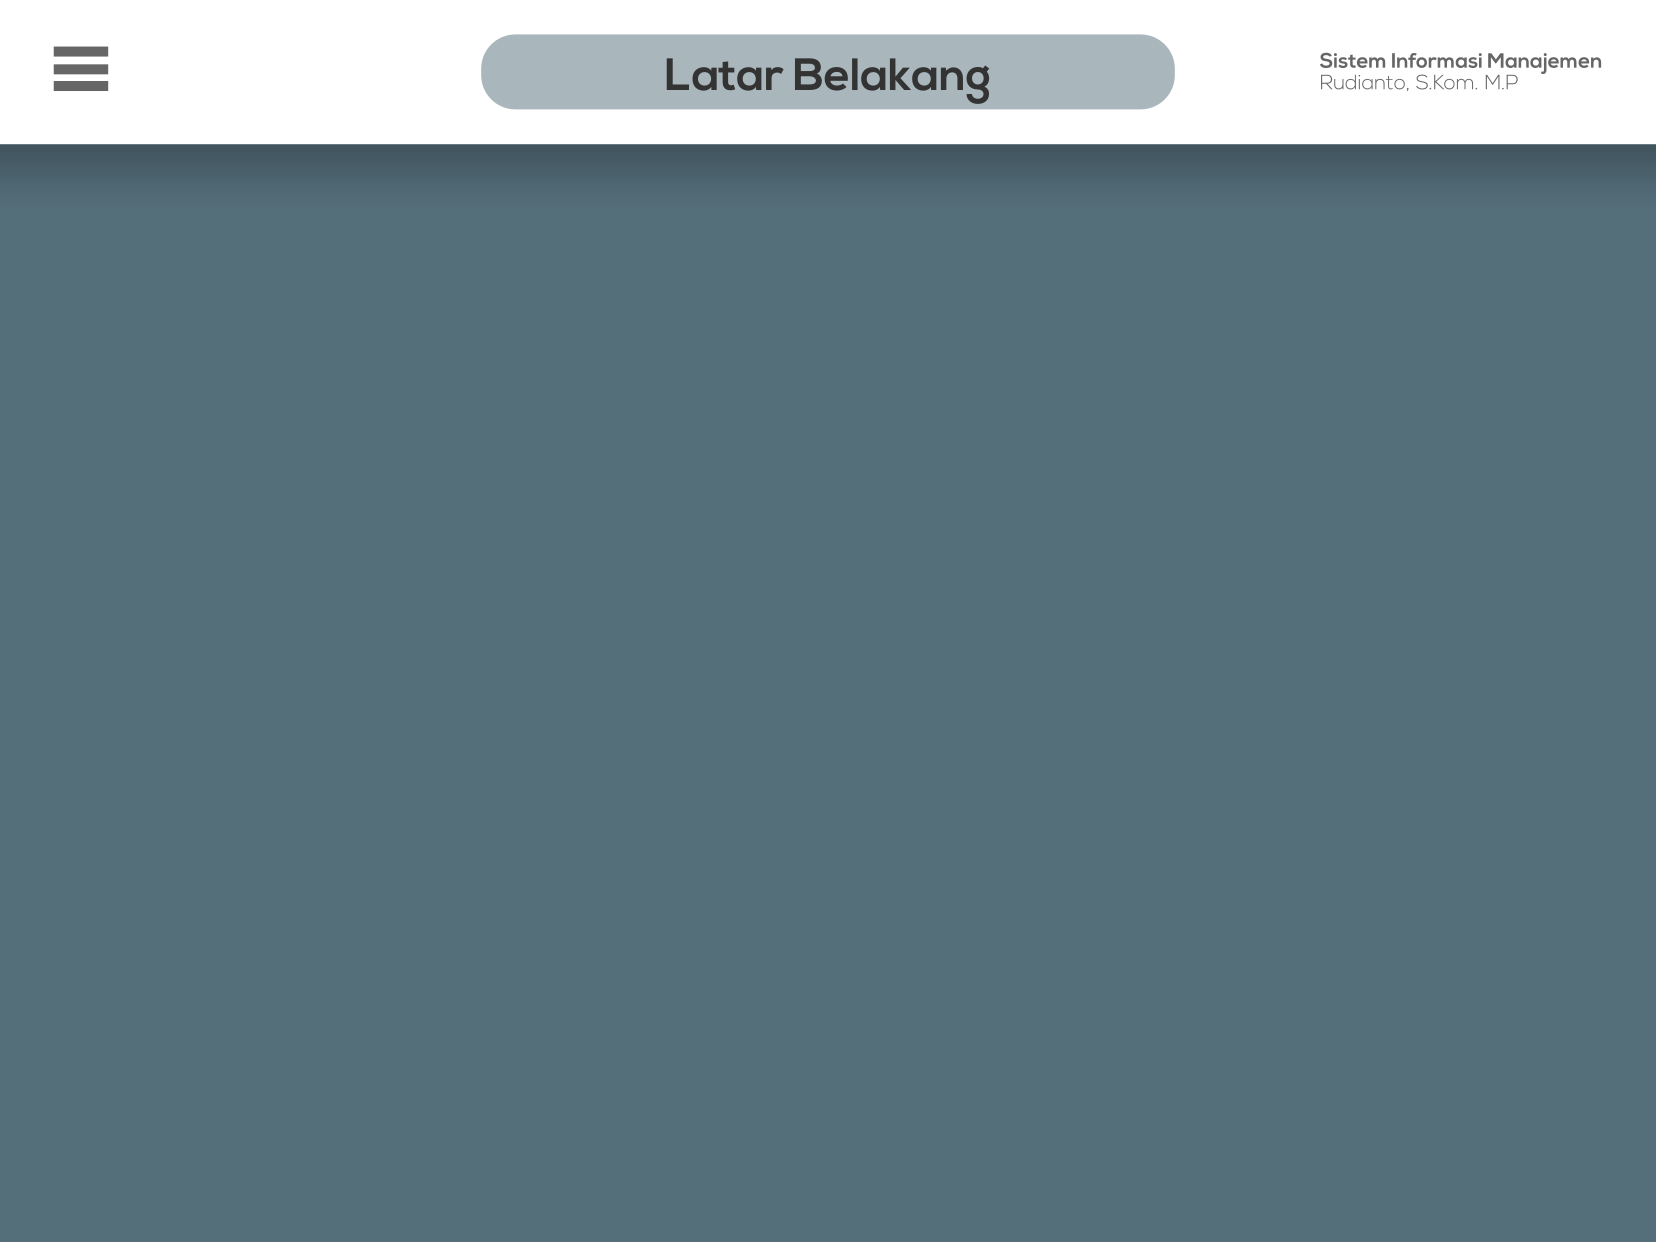 Latar Belakang
Sistem Informasi Manajemen
Rudianto, S.Kom. M.P